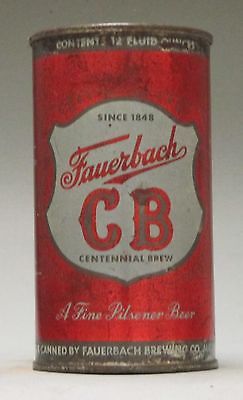 CONTENTS 12 FLUID OUNCES
SINCE 1848
Fauerbach
CB
CENTENNIAL BREW
A Fine Pilsener Beer
CANNED BY FAUERBACH BREWING CO.